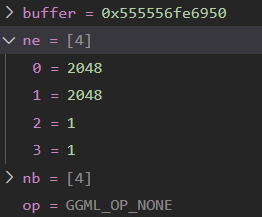 buffer = 0x555556fe6950
ne = [4]
0 = 2048
1 = 2048
2 = 1
3 = 1
nb = [4]
op = GGML_OP_NONE